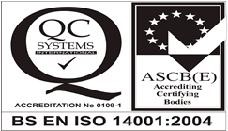 QC
SYSTEMS
INTERNATIONAL
ACCREDITATION No 0100-1
ASCB(E)
Accrediting
Certifying
Bodies
BS EN ISO 14001:2004